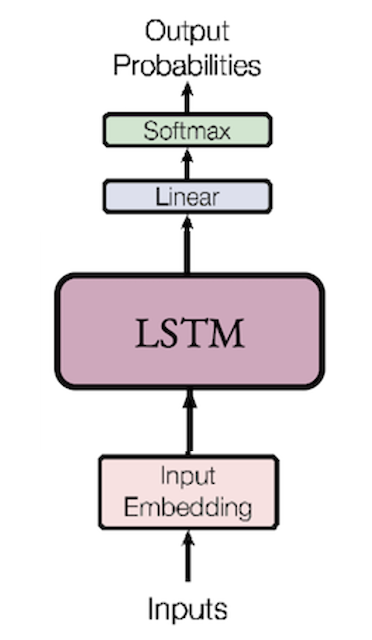 Output
Probabilities
Softmax
Linear
LSTM
Input
Embedding
Inputs